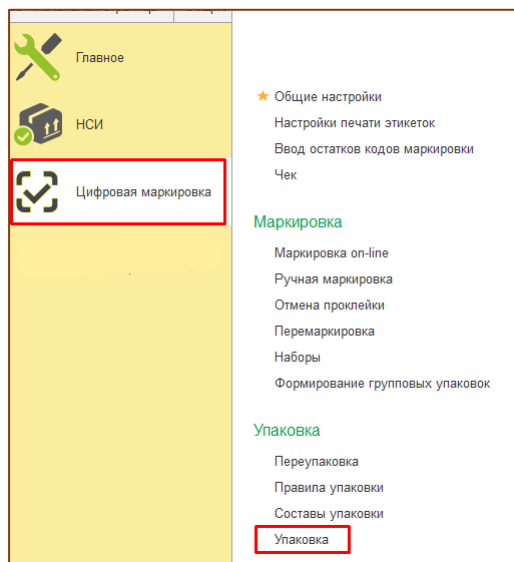 Главное
НСИ
Цифровая маркировка
Общие настройки
Настройки печати этикеток
Ввод остатков кодов маркировки
Чек
Маркировка
Маркировка on-line
Ручная маркировка
Отмена проклейки
Перемаркировка
Наборы
Формирование групповых упаковок
Упаковка
Переупаковка
Правила упаковки
Составы упаковки
Упаковка